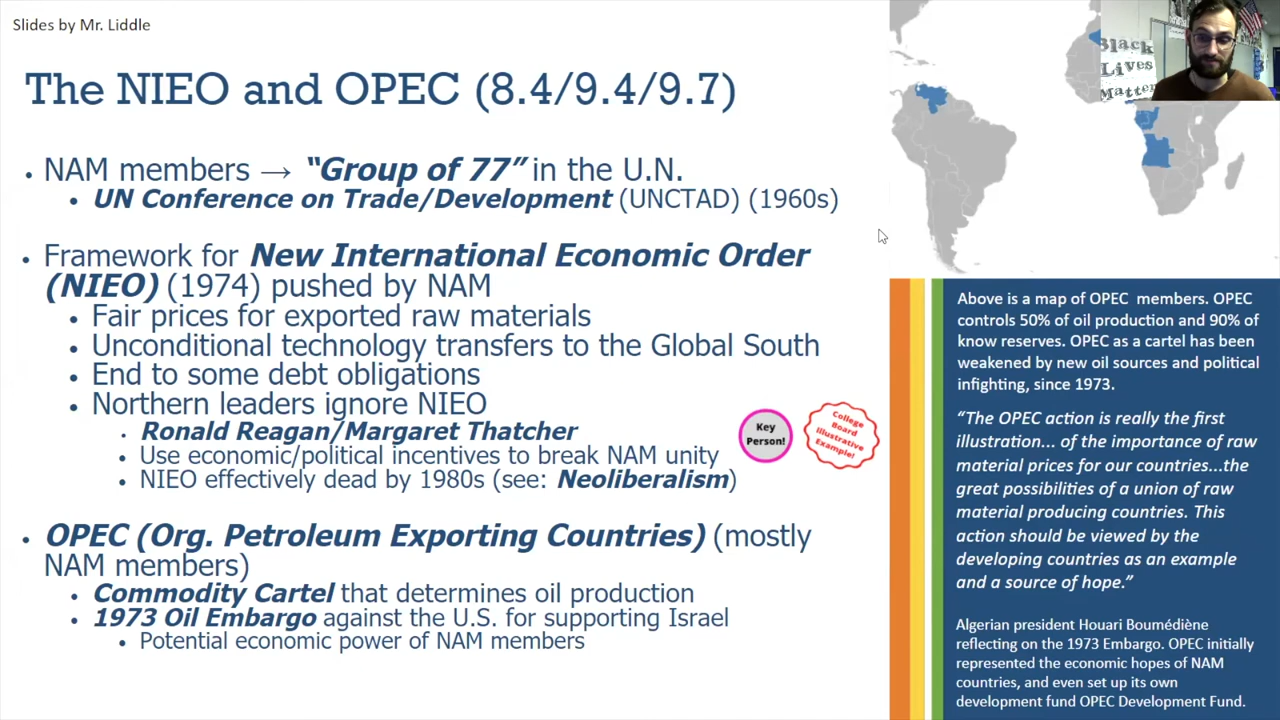 Slides by Mr. Liddle
The NIEO and OPEC (8.4/9.4/9.7)
• NAM members → “Group of 77” in the U.N.
• UN Conference on Trade/Development (UNCTAD) (1960s)
• Framework for New International Economic Order
(NIEO) (1974) pushed by NAM
• Fair prices for exported raw materials
• Unconditional technology transfers to the Global South
• End to some debt obligations
• Northern leaders ignore NIEO
• Ronald Reagan/Margaret Thatcher
• Use economic/political incentives to break NAM unity
• NIEO effectively dead by 1980s (see: Neoliberalism)
Key
Person!
College
Board
Illustrative
Example!
• OPEC (Org. Petroleum Exporting Countries) (mostly
NAM members)
• Commodity Cartel that determines oil production
• 1973 Oil Embargo against the U.S. for supporting Israel
• Potential economic power of NAM members
Black
Lives
Matter
Above is a map of OPEC members. OPEC
controls 50% of oil production and 90% of
know reserves. OPEC as a cartel has been
weakened by new oil sources and political
infighting, since 1973.
“The OPEC action is really the first
illustration... of the importance of raw
material prices for our countries...the
great possibilities of a union of raw
material producing countries. This
action should be viewed by the
developing countries as an example
and a source of hope.”
Algerian president Houari Boumédiène
reflecting on the 1973 Embargo. OPEC initially
represented the economic hopes of NAM
countries, and even set up its own
development fund OPEC Development Fund.